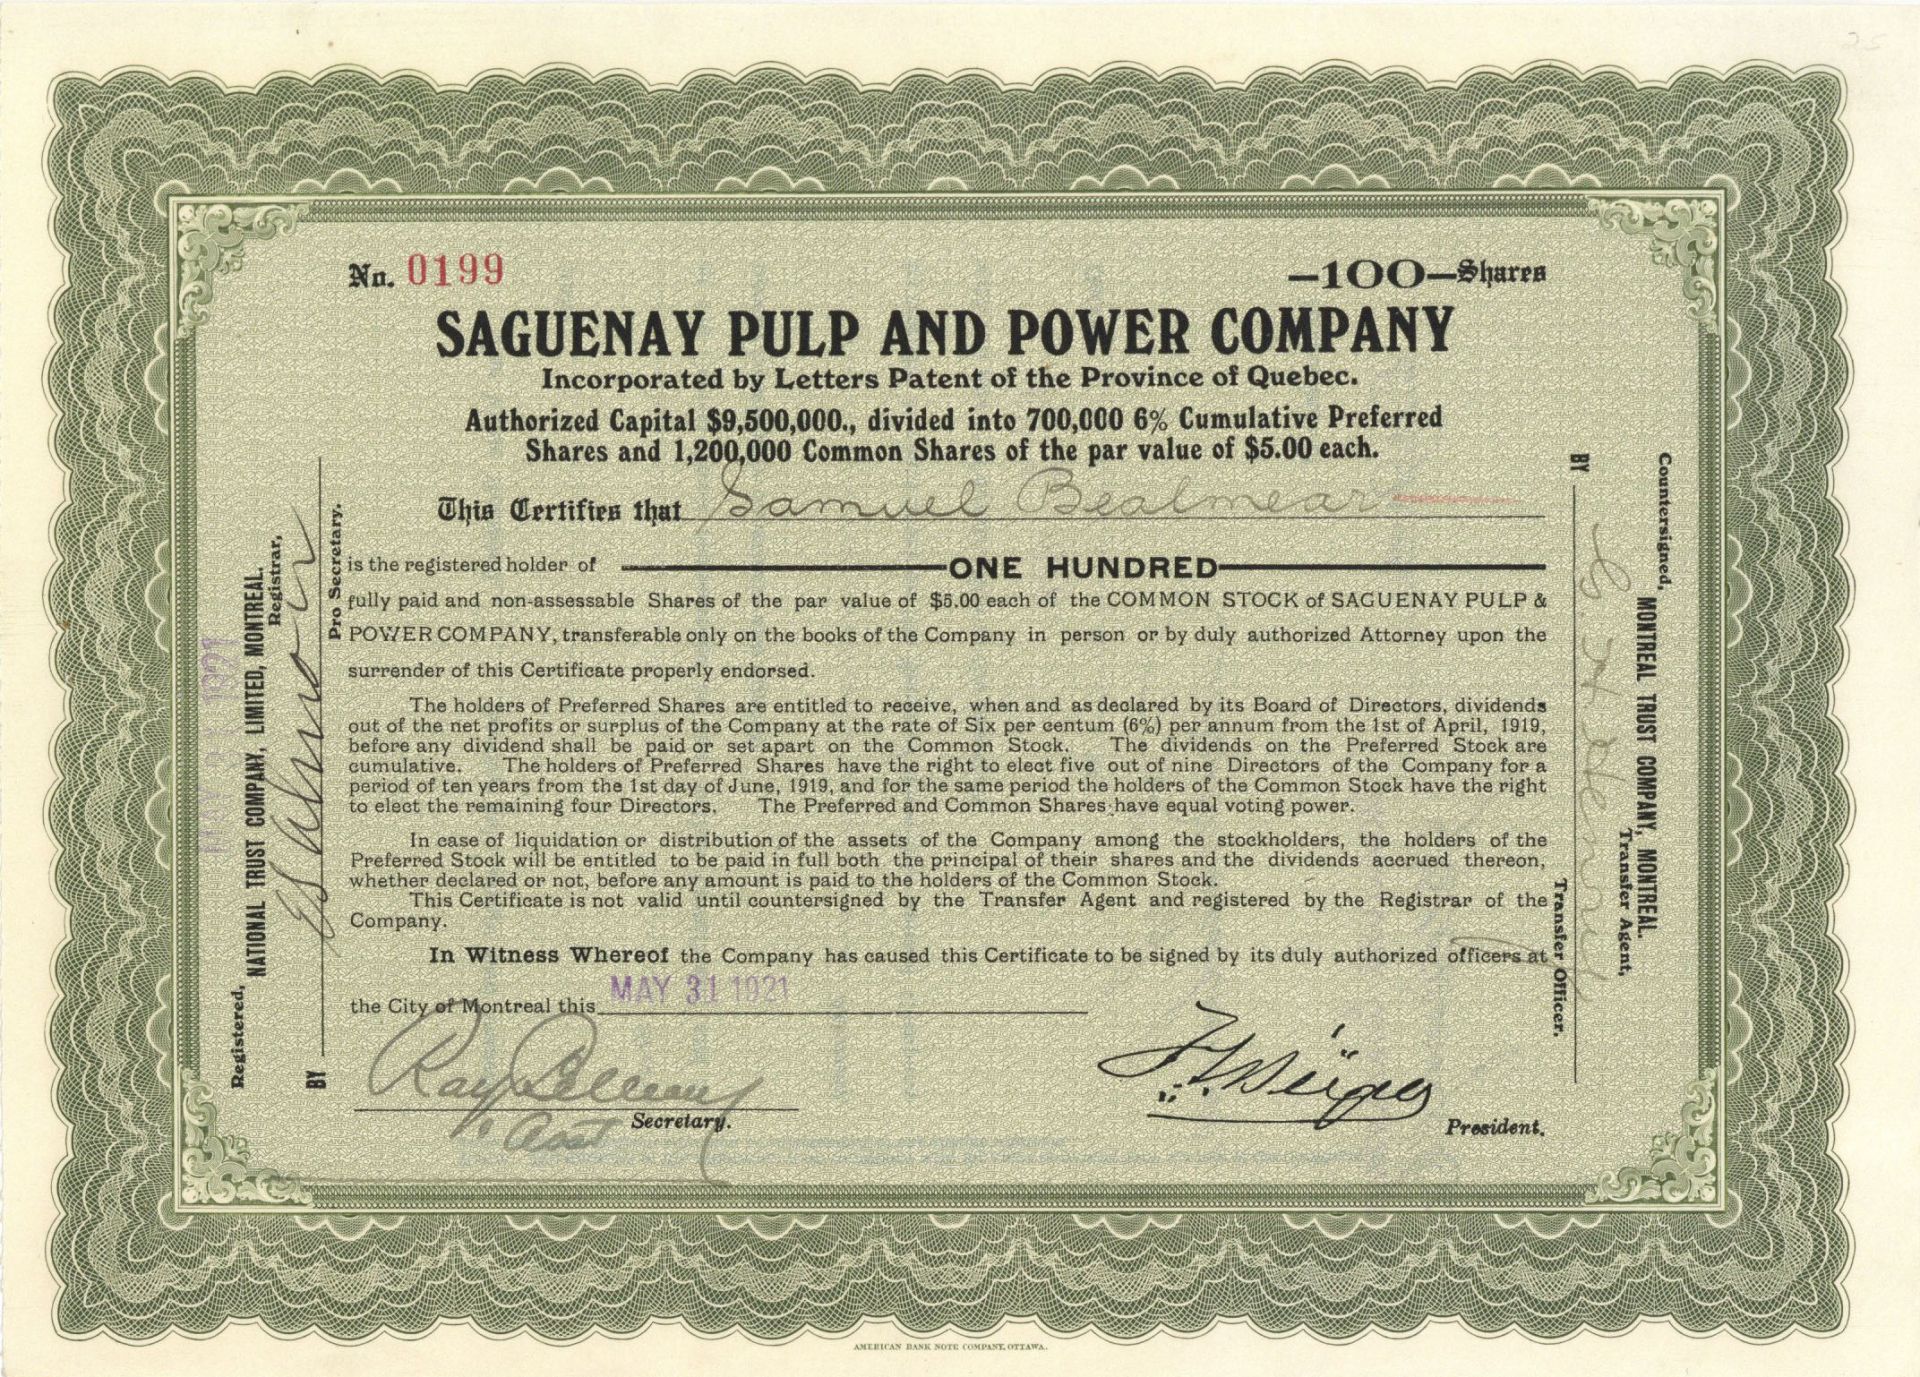 No. 0199
—100— Shares
SAGUENAY PULP AND POWER COMPANY
Incorporated by Letters Patent of the Province of Quebec.
Authorized Capital $9,500,000., divided into 700,000 6% Cumulative Preferred
Shares and 1,200,000 Common Shares of the par value of $5.00 each.
This Certifies that Samuel Bealmear
is the registered holder of ONE HUNDRED
fully paid and non-assessable Shares of the par value of $5.00 each of the COMMON STOCK of SAGUENAY PULP &
POWER COMPANY, transferable only on the books of the Company in person or by duly authorized Attorney upon the
surrender of this Certificate properly endorsed.
The holders of Preferred Shares are entitled to receive, when and as declared by its Board of Directors, dividends
out of the net profits or surplus of the Company at the rate of Six per centum (6%) per annum from the 1st of April, 1919,
before any dividend shall be paid or set apart on the Common Stock. The dividends on the Preferred Stock are
cumulative. The holders of Preferred Shares have the right to elect five out of nine Directors of the Company for a
period of ten years from the 1st day of June, 1919, and for the same period the holders of the Common Stock have the right
to elect the remaining four Directors. The Preferred and Common Shares have equal voting power.
In case of liquidation or distribution of the assets of the Company among the stockholders, the holders of the
Preferred Stock will be entitled to be paid in full both the principal of their shares and the dividends accrued thereon,
whether declared or not, before any amount is paid to the holders of the Common Stock.
This Certificate is not valid until countersigned by the Transfer Agent and registered by the Registrar of the
Company.
In Witness Whereof the Company has caused this Certificate to be signed by its duly authorized officers at
the City of Montreal this MAY 31 1921
Ray
Asst Secretary.
President.
Registered,
NATIONAL TRUST COMPANY, LIMITED, MONTREAL.
Registrar,
BY
Pro Secretary.
Countersigned,
MONTREAL TRUST COMPANY, MONTREAL.
Transfer Agent,
BY
Transfer Officer.
AMERICAN BANK NOTE COMPANY, OTTAWA.